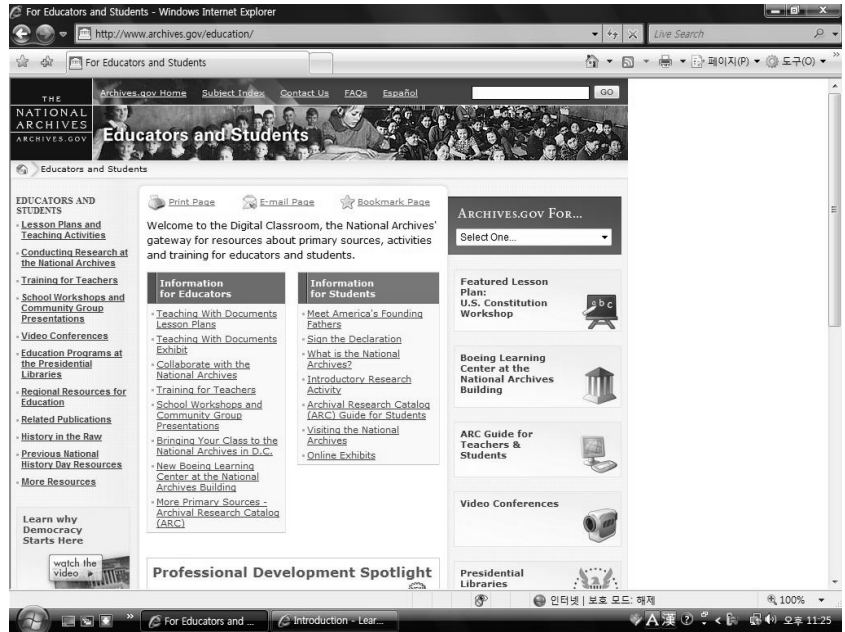 For Educators and Students - Windows Internet Explorer
http://www.archives.gov/education/
Live Search
For Educators and Students
페이지(P)
도구(O)
Archives.gov Home Subject Index Contact Us FAQs Español
GO
THE
NATIONAL
ARCHIVES
ARCHIVES.GOV
Educators and Students
Educators and Students
EDUCATORS AND
STUDENTS
Lesson Plans and
Teaching Activities
Conducting Research at
the National Archives
Training for Teachers
School Workshops and
Community Group
Presentations
Video Conferences
Education Programs at
the Presidential
Libraries
Regional Resources for
Education
Related Publications
History in the Raw
Previous National
History Day Resources
More Resources
Learn why
Democracy
Starts Here
watch the
video
Print Page E-mail Page Bookmark Page
Welcome to the Digital Classroom, the National Archives'
gateway for resources about primary sources, activities
and training for educators and students.
Information
for Educators
Teaching With Documents
Lesson Plans
Teaching With Documents
Exhibit
Collaborate with the
National Archives
Training for Teachers
School Workshops and
Community Group
Presentations
Bringing Your Class to the
National Archives in D.C.
New Boeing Learning
Center at the National
Archives Building
More Primary Sources -
Archival Research Catalog
(ARC)
Information
for Students
Meet America's Founding
Fathers
Sign the Declaration
What is the National
Archives?
Introductory Research
Activity
Archival Research Catalog
(ARC) Guide for Students
Visiting the National
Archives
Online Exhibits
Professional Development Spotlight
ARCHIVES.GOV FOR...
Select One...
Featured Lesson
Plan:
U.S. Constitution
Workshop
abc
Boeing Learning
Center at the
National Archives
Building
ARC Guide for
Teachers &
Students
Video Conferences
Presidential
Libraries
인터넷 | 보호 모드: 해제
100%
For Educators and ...
Introduction - Lear...
A 漢
오후 11:25